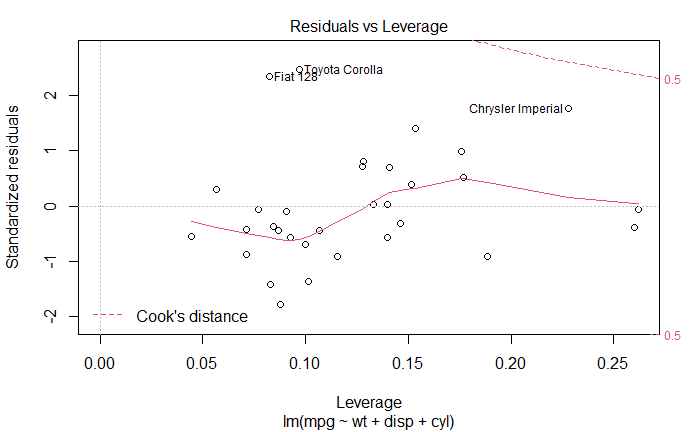 Residuals vs Leverage
Standardized residuals
2
1
0
-1
-2
Toyota Corolla
Fiat 128
Chrysler Imperial
0.5
0.5
Cook's distance
0.00
0.05
0.10
0.15
0.20
0.25
Leverage
lm(mpg ~ wt + disp + cyl)